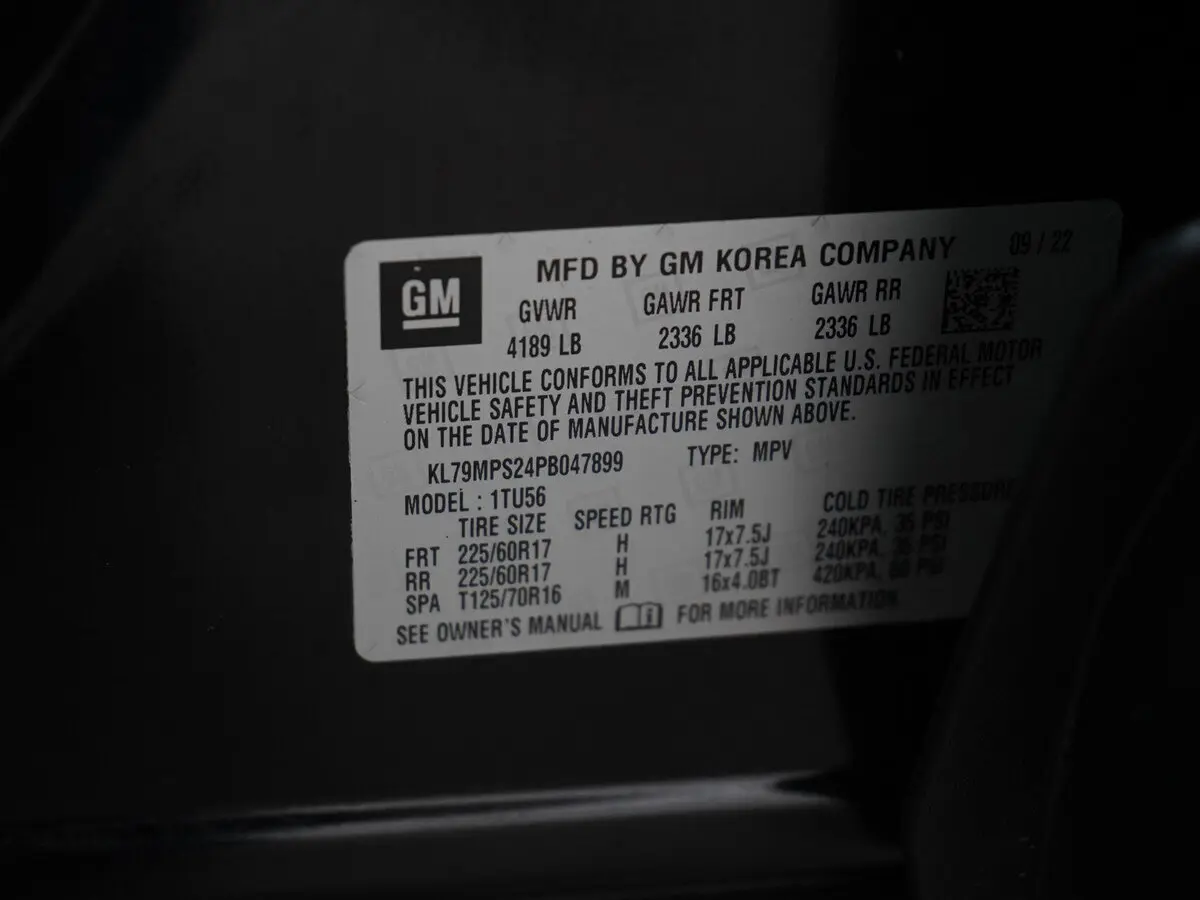 GM
MFD BY GM KOREA COMPANY 09 / 22
GVWR GAWR FRT GAWR RR
4189 LB 2336 LB 2336 LB
THIS VEHICLE CONFORMS TO ALL APPLICABLE U.S. FEDERAL MOTOR
VEHICLE SAFETY AND THEFT PREVENTION STANDARDS IN EFFECT
ON THE DATE OF MANUFACTURE SHOWN ABOVE.
KL79MPS24PB047899 TYPE: MPV
MODEL : 1TU56
TIRE SIZE SPEED RTG RIM COLD TIRE PRESSURE
FRT 225/60R17 H 17x7.5J 240KPA, 35 PSI
RR 225/60R17 H 17x7.5J 240KPA, 35 PSI
SPA T125/70R16 M 16x4.0BT 420KPA, 60 PSI
SEE OWNER'S MANUAL FOR MORE INFORMATION